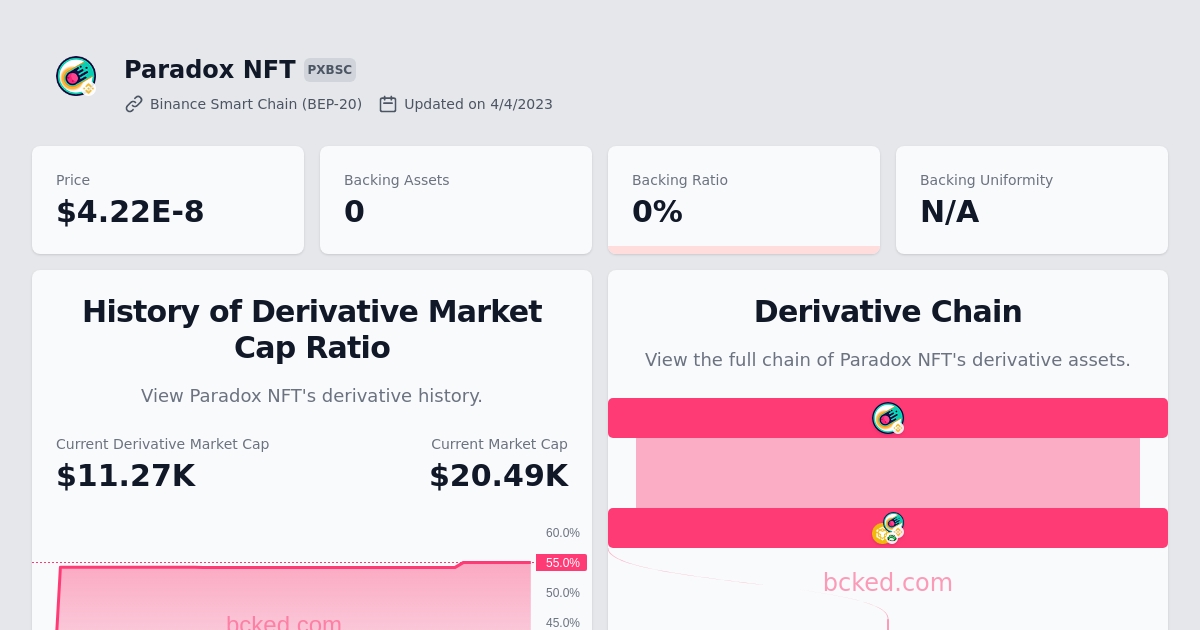 Paradox NFT PXBSC
Binance Smart Chain (BEP-20) Updated on 4/4/2023
Price
$4.22E-8
Backing Assets
0
Backing Ratio
0%
Backing Uniformity
N/A
History of Derivative Market
Cap Ratio
View Paradox NFT's derivative history.
Current Derivative Market Cap
$11.27K
Current Market Cap
$20.49K
60.0%
55.0%
50.0%
45.0%
bcked.com
Derivative Chain
View the full chain of Paradox NFT's derivative assets.
bcked.com